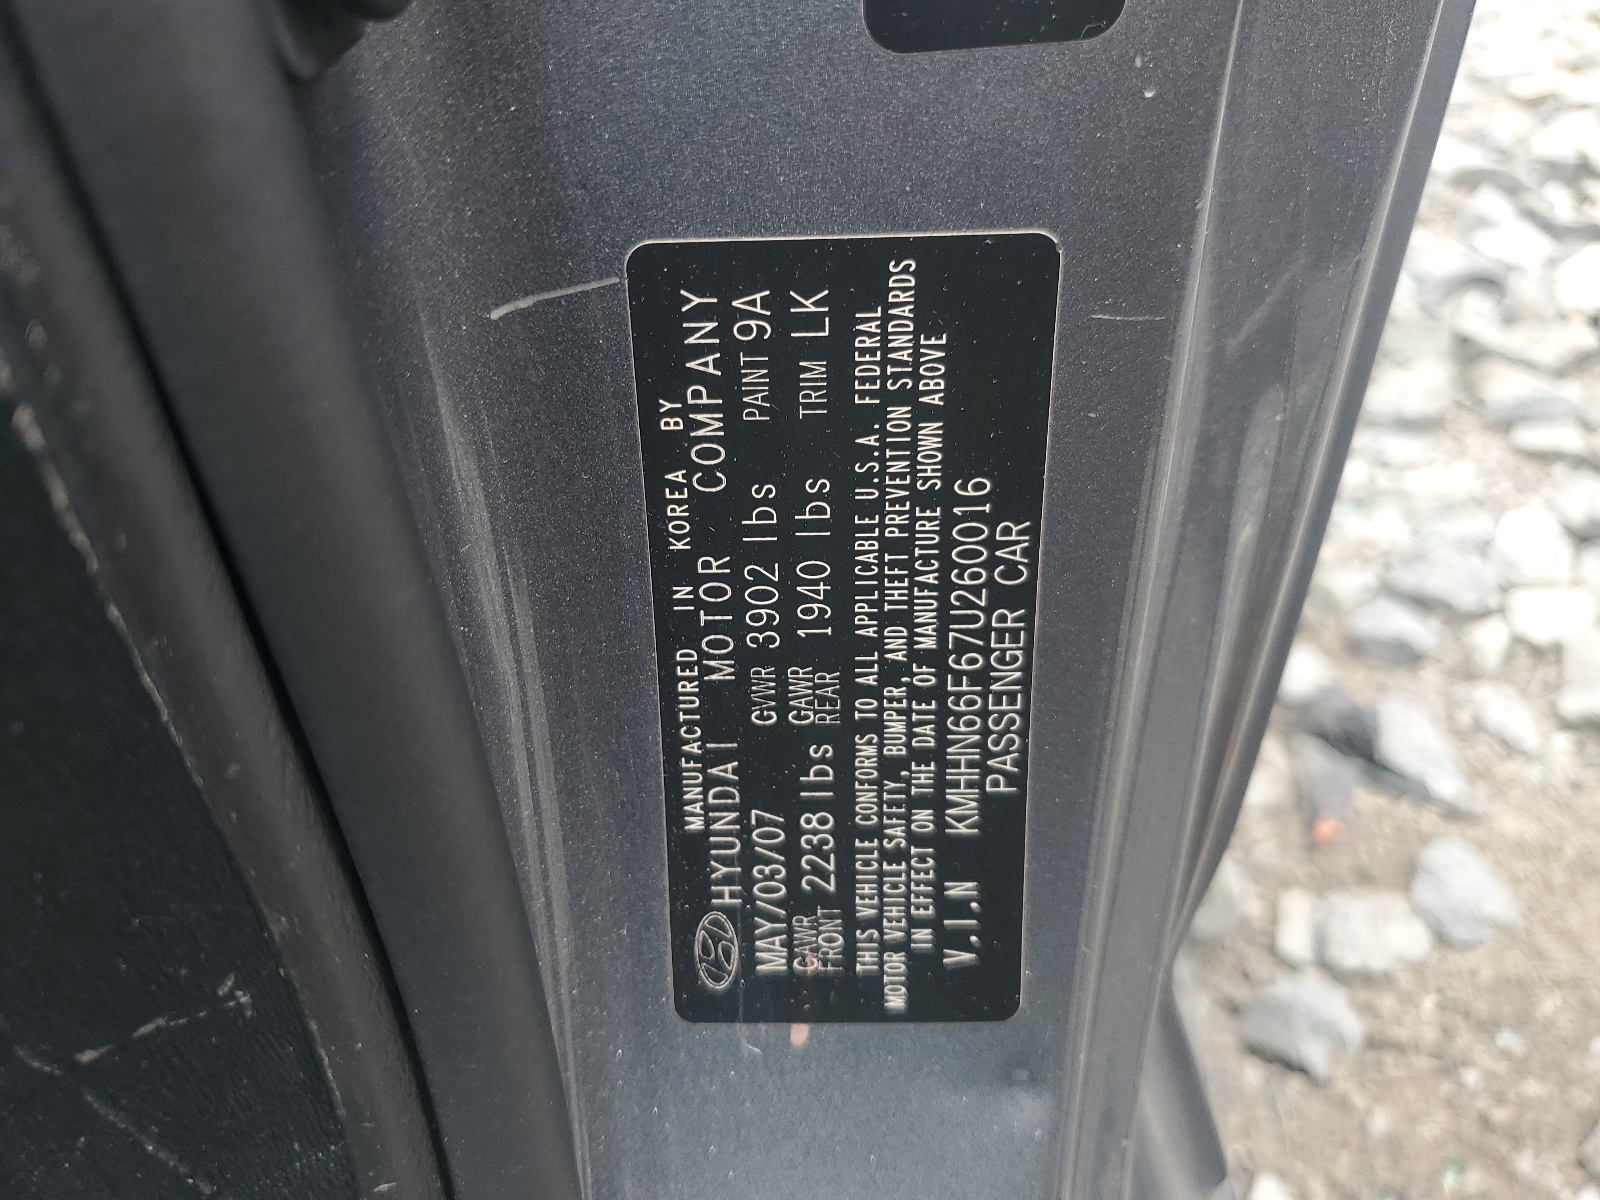 MANUFACTURED IN KOREA BY
HYUNDAI MOTOR COMPANY
MAY/03/07 GVWR 3902 lbs PAINT 9A
GAWR FRONT 2238 lbs GAWR REAR 1940 lbs TRIM LK
THIS VEHICLE CONFORMS TO ALL APPLICABLE U.S.A. FEDERAL
MOTOR VEHICLE SAFETY, BUMPER, AND THEFT PREVENTION STANDARDS
IN EFFECT ON THE DATE OF MANUFACTURE SHOWN ABOVE
V.I.N KMHHN66F67U260016
PASSENGER CAR